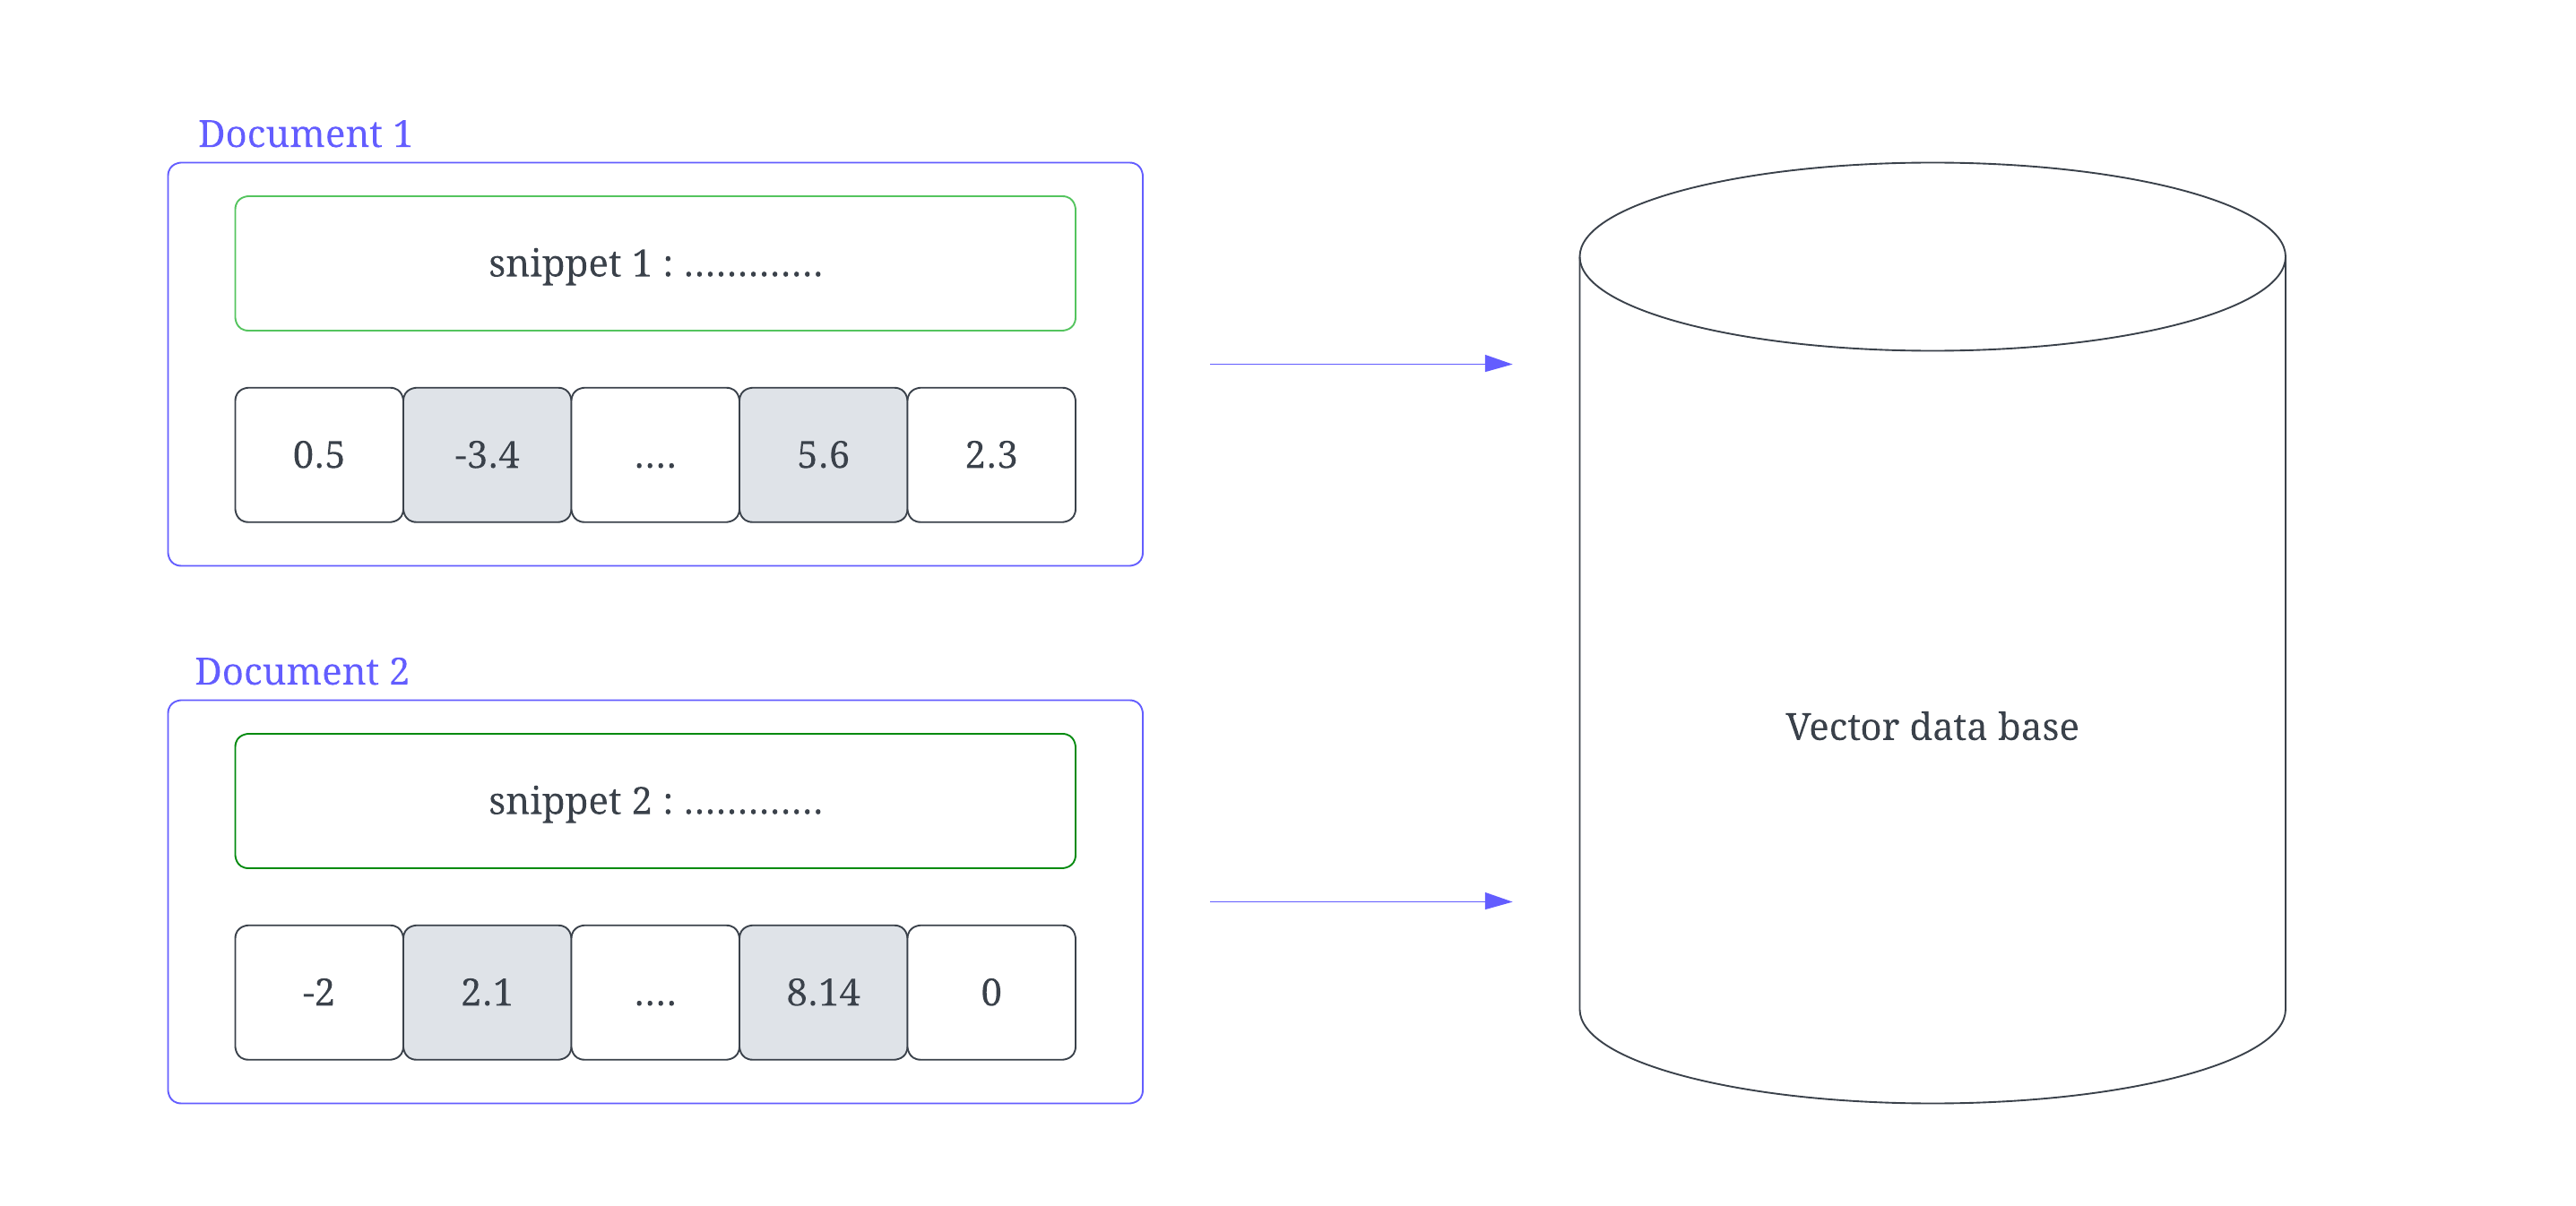 Document 1
snippet 1 : .............
0.5 -3.4 .... 5.6 2.3
Document 2
snippet 2 : .............
-2 2.1 .... 8.14 0
Vector data base